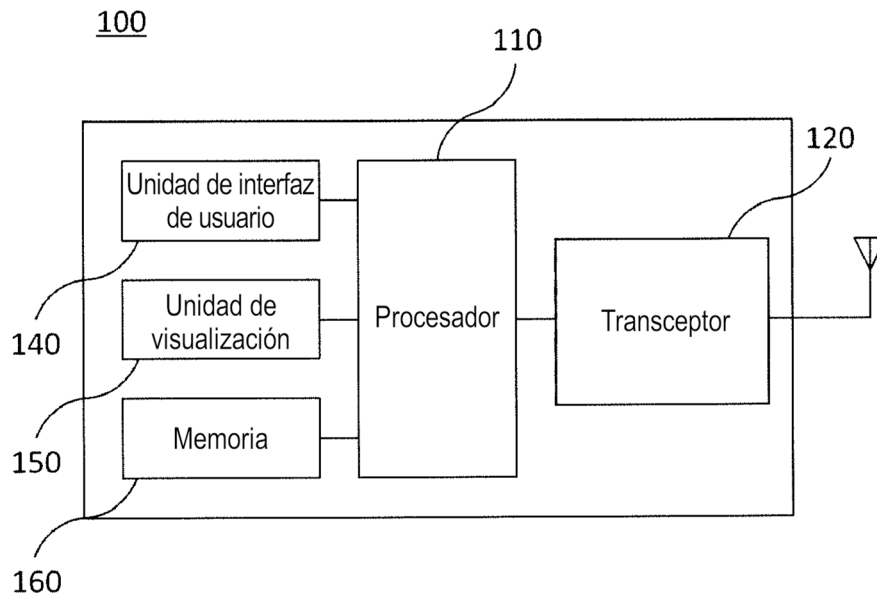 100
110
120
Unidad de interfaz
de usuario
140
Unidad de
visualización
150
Memoria
160
Procesador
Transceptor